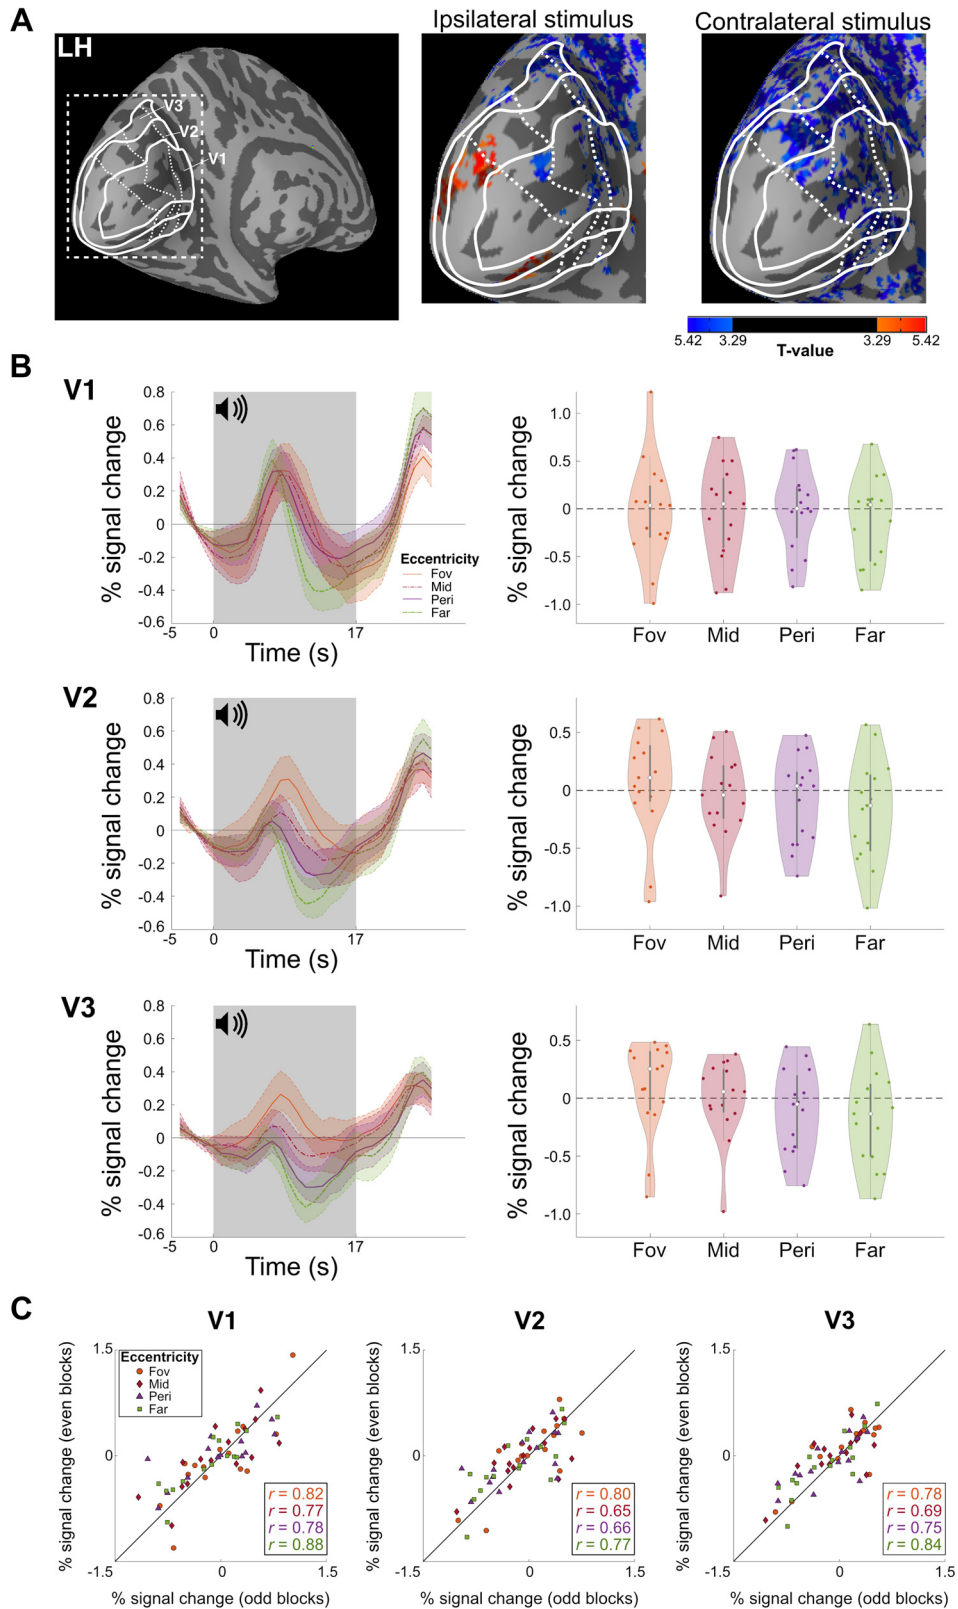 A
LH
V3
V2
V1
Ipsilateral stimulus
Contralateral stimulus
5.42 3.29 3.29 5.42
T-value
B
V1
% signal change
0.8
0.6
0.4
0.2
0
-0.2
-0.4
-0.6
-5 0 17
Time (s)
Eccentricity
Fov
Mid
Peri
Far
% signal change
1.0
0.5
0
-0.5
-1.0
Fov Mid Peri Far
V2
% signal change
0.8
0.6
0.4
0.2
0
-0.2
-0.4
-0.6
-5 0 17
Time (s)
% signal change
0.5
0
-0.5
-1.0
Fov Mid Peri Far
V3
% signal change
0.8
0.6
0.4
0.2
0
-0.2
-0.4
-0.6
-5 0 17
Time (s)
% signal change
0.5
0
-0.5
-1.0
Fov Mid Peri Far
C
V1
% signal change (even blocks)
1.5
0
-1.5 0 1.5
Eccentricity
Fov
Mid
Peri
Far
r = 0.82
r = 0.77
r = 0.78
r = 0.88
% signal change (odd blocks)
V2
% signal change (even blocks)
1.5
0
-1.5 0 1.5
r = 0.80
r = 0.65
r = 0.66
r = 0.77
% signal change (odd blocks)
V3
% signal change (even blocks)
1.5
0
-1.5 0 1.5
r = 0.78
r = 0.69
r = 0.75
r = 0.84
% signal change (odd blocks)